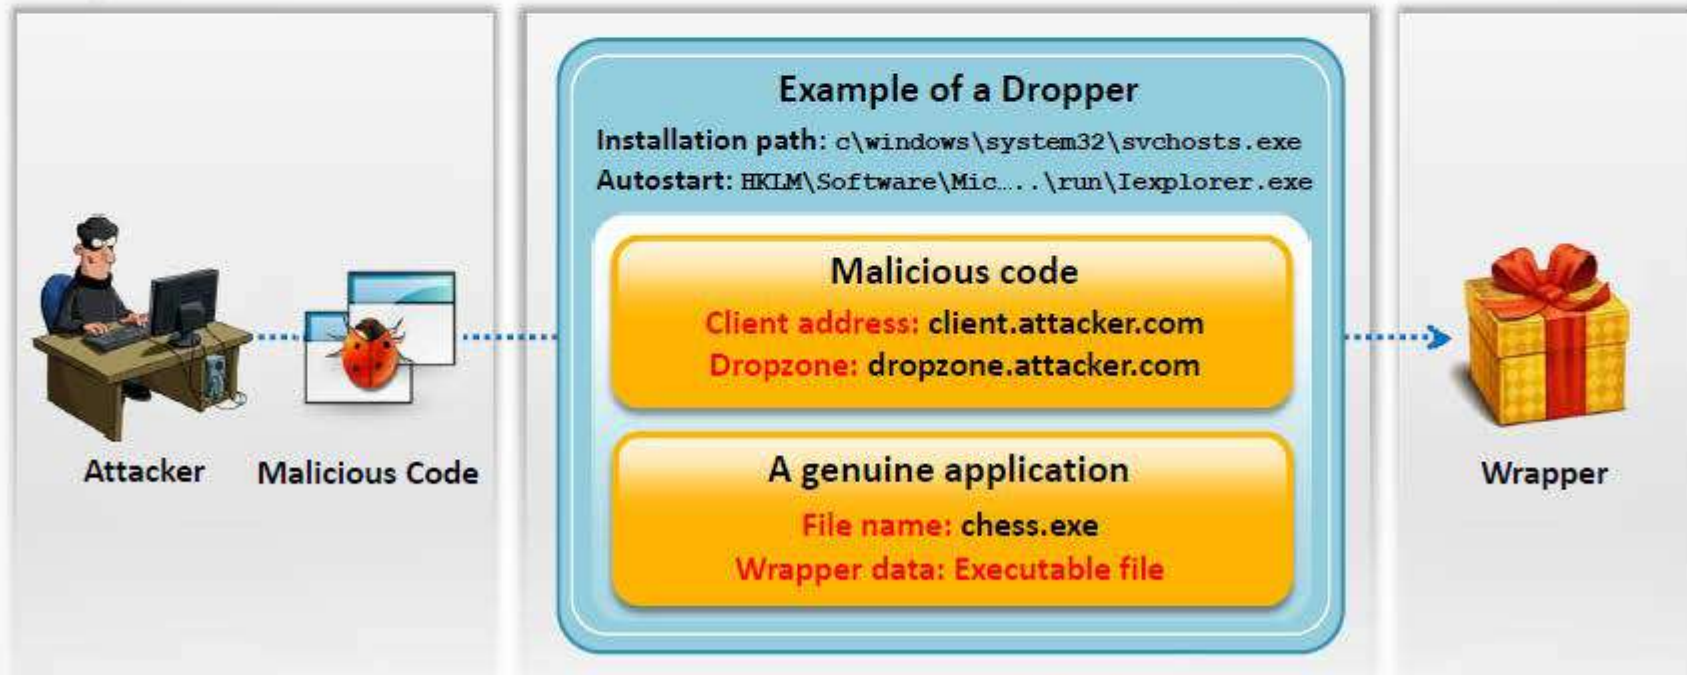 Example of a Dropper
Installation path: c\windows\system32\svchosts.exe
Autostart: HKLM\Software\Mic…..\run\Iexplorer.exe
Malicious code
Client address: client.attacker.com
Dropzone: dropzone.attacker.com
A genuine application
File name: chess.exe
Wrapper data: Executable file
Attacker
Malicious Code
Wrapper